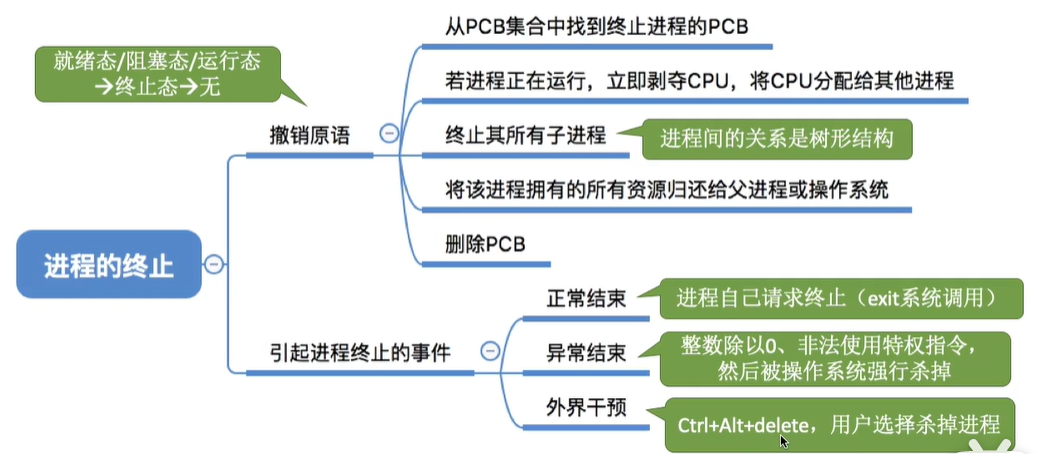 从PCB集合中找到终止进程的PCB
就绪态/阻塞态/运行态
→终止态→无
若进程正在运行，立即剥夺CPU，将CPU分配给其他进程
撤销原语
终止其所有子进程
进程间的关系是树形结构
将该进程拥有的所有资源归还给父进程或操作系统
删除PCB
进程的终止
正常结束
进程自己请求终止（exit系统调用）
引起进程终止的事件
异常结束
整数除以0、非法使用特权指令，
然后被操作系统强行杀掉
外界干预
Ctrl+Alt+delete，用户选择杀掉进程